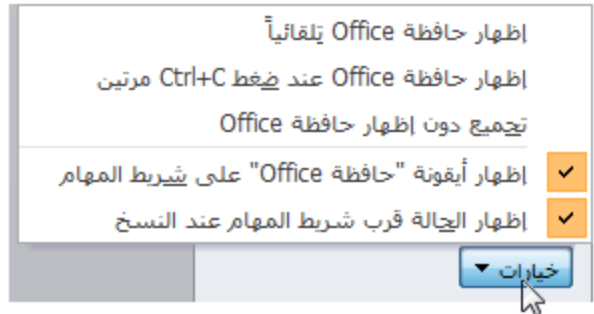 إظهار حافظة Office تلقائياً
إظهار حافظة Office عند ضغط Ctrl+C مرتين
تجميع دون إظهار حافظة Office
إظهار أيقونة "حافظة Office" على شريط المهام
إظهار الحالة قرب شريط المهام عند النسخ
خيارات